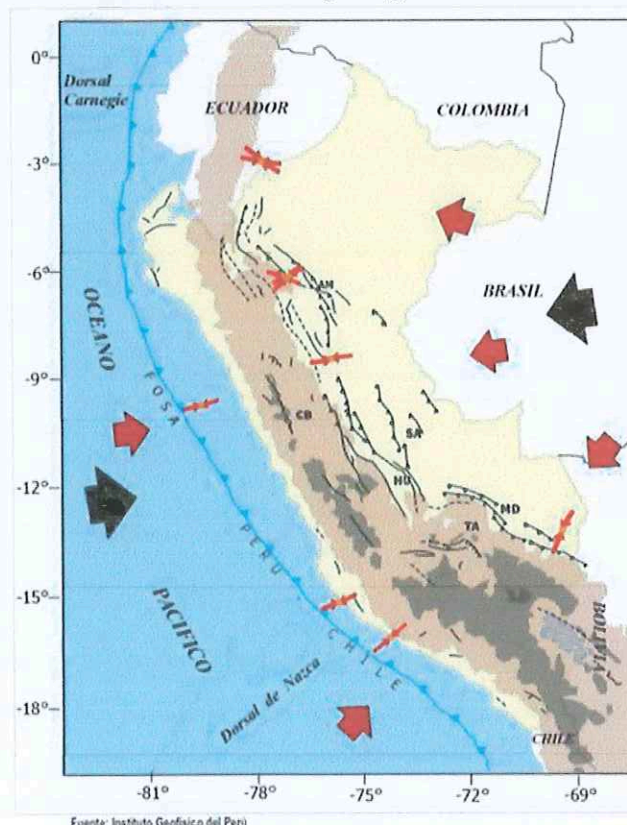 0°
-3°
-6°
-9°
-12°
-15°
-18°
Dorsal
Carnegie
ECUADOR
COLOMBIA
BRASIL
AM
OCEANO
FOSA
CB
SA
HU
MD
TA
PERU
CHILE
PACIFICO
BOLIVIA
Dorsal de Nazca
CHILE
-81°
-78°
-75°
-72°
-69°
Fuente: Instituto Geofísico del Perú